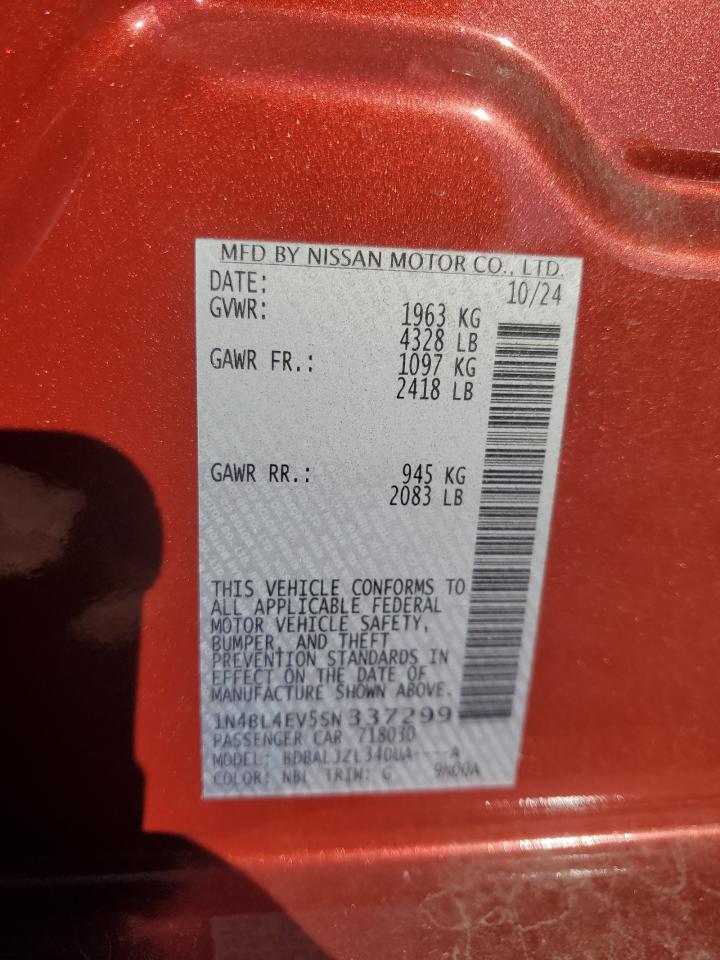 MFD BY NISSAN MOTOR CO., LTD.
DATE: 10/24
GVWR: 1963 KG
4328 LB
GAWR FR.: 1097 KG
2418 LB
GAWR RR.: 945 KG
2083 LB
THIS VEHICLE CONFORMS TO
ALL APPLICABLE FEDERAL
MOTOR VEHICLE SAFETY,
BUMPER, AND THEFT
PREVENTION STANDARDS IN
EFFECT ON THE DATE OF
MANUFACTURE SHOWN ABOVE.
1N4BL4EV5SN337299
PASSENGER CAR 718030
MODEL: BDBALJZL340UA----A
COLOR: NBL TRIM: G 9A00A